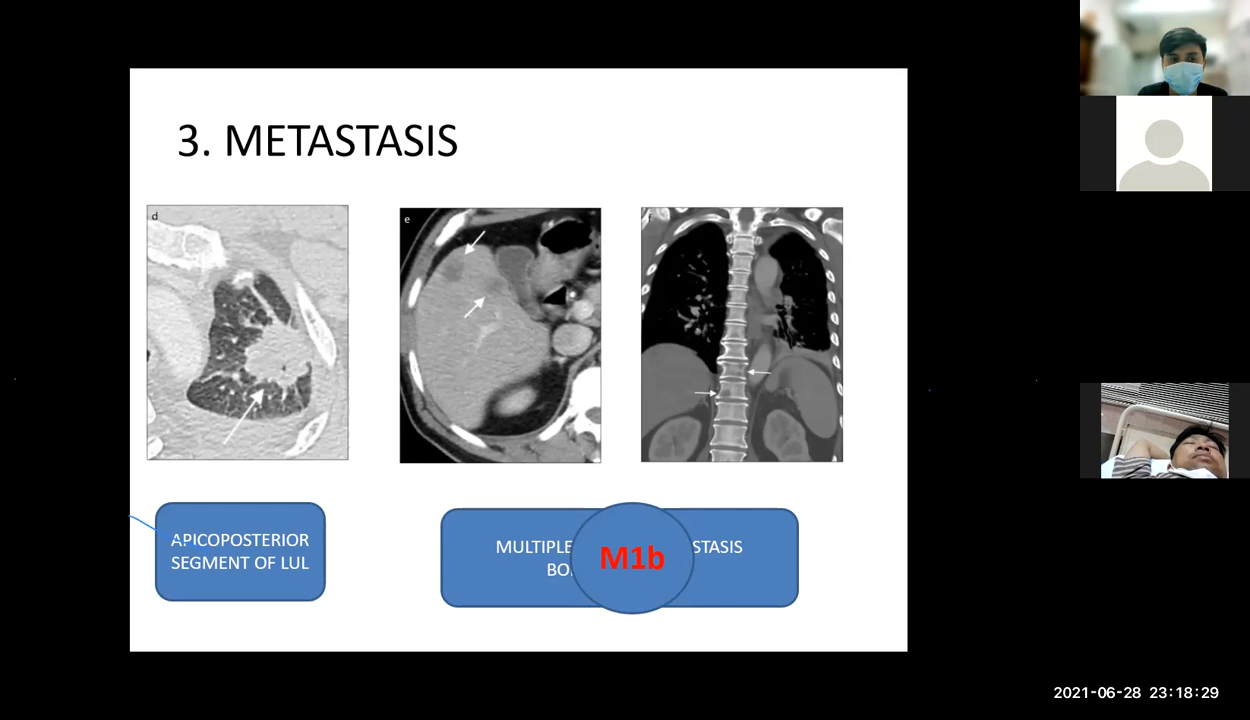 3. METASTASIS
d
e
f
APICOPOSTERIOR
SEGMENT OF LUL
MULTIPLE STASIS
BO
M1b
2021-06-28 23:18:29